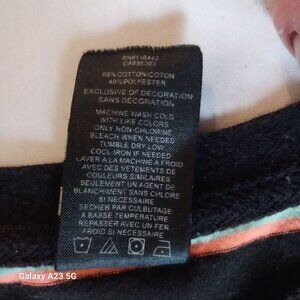 60%COTTON/COTON
40%POLYESTER
EXCLUSIVE OF DECORATION
SANS DECORATION
MACHINE WASH COLD
WITH LIKE COLORS
ONLY NON-CHLORINE
BLEACH WHEN NEEDED
TUMBLE DRY LOW
COOL IRON IF NEEDED
LAVER A LA MACHINE A FROID
AVEC DES VETEMENTS DE
COULEURS SIMILAIRES
SEULEMENT UN AGENT DE
BLANCHIMENT SANS CHLOR
SI NECESSAIRE
SECHER PAR CULBUTAGE
A BASSE TEMPERATURE
REPASSER AVEC UN FER
FROID SI NECESSAIRE
Galaxy A23 5G